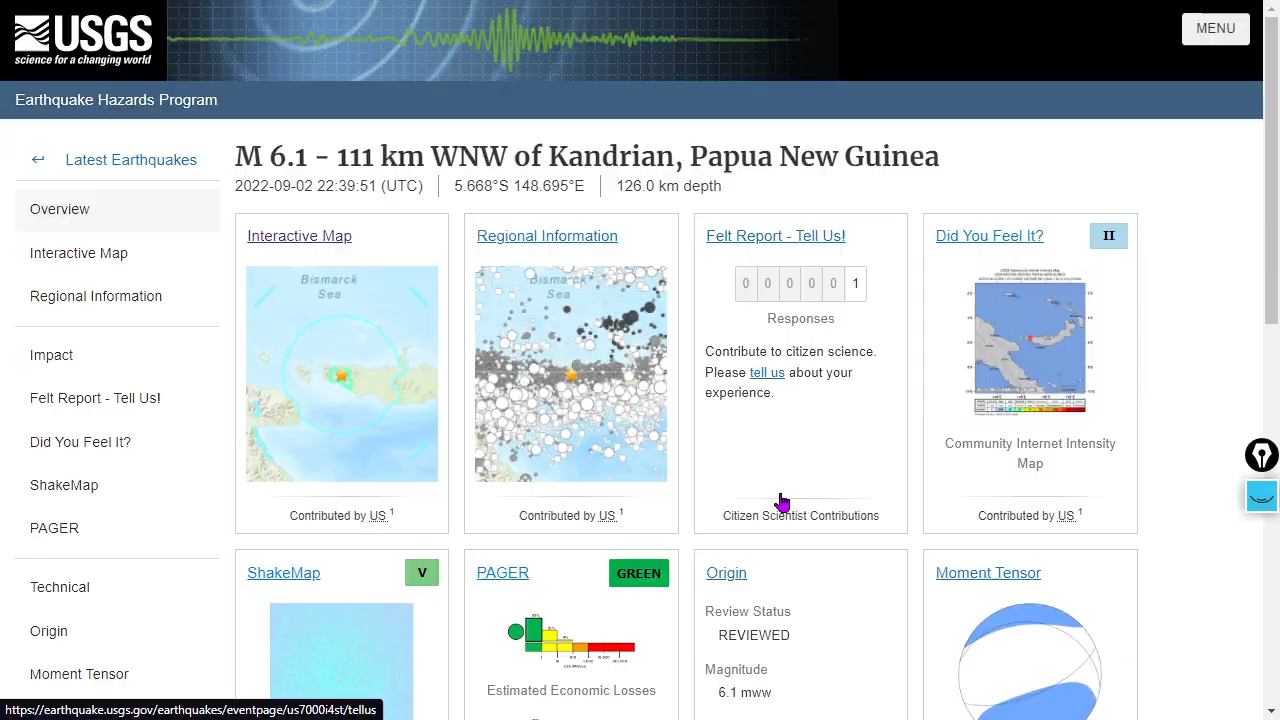 USGS
science for a changing world
MENU
Earthquake Hazards Program
Latest Earthquakes
Overview
Interactive Map
Regional Information
Impact
Felt Report - Tell Us!
Did You Feel It?
ShakeMap
PAGER
Technical
Origin
Moment Tensor
M 6.1 - 111 km WNW of Kandrian, Papua New Guinea
2022-09-02 22:39:51 (UTC) 5.668°S 148.695°E 126.0 km depth
Interactive Map
Bismarck
Sea
Contributed by US 1
Regional Information
Bismarck
Sea
Contributed by US 1
Felt Report - Tell Us!
0 0 0 0 0 1
Responses
Contribute to citizen science.
Please tell us about your
experience.
Citizen Scientist Contributions
Did You Feel It? II
Community Internet Intensity
Map
Contributed by US 1
ShakeMap V
PAGER GREEN
Estimated Economic Losses
Origin
Review Status
REVIEWED
Magnitude
6.1 mww
Moment Tensor
https://earthquake.usgs.gov/earthquakes/eventpage/us7000i4st/tellus